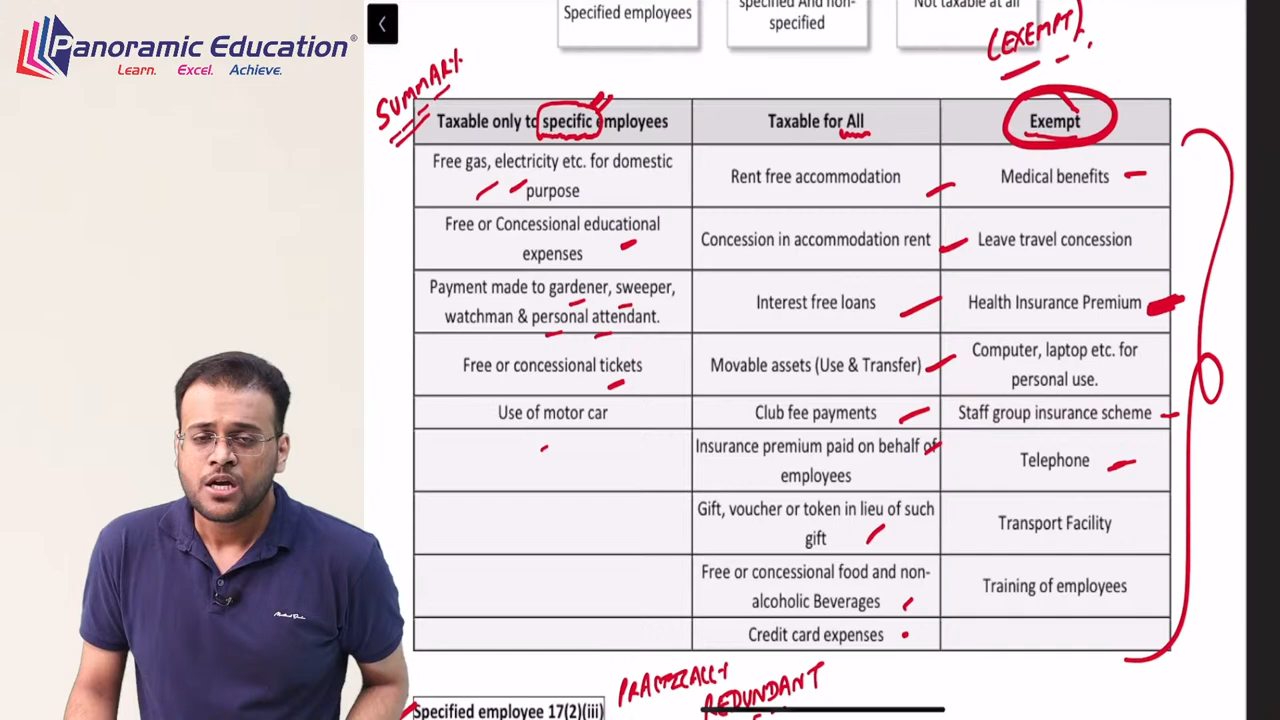 Panoramic Education®
Learn. Excel. Achieve.
Specified employees
specified And non-
specified
Not taxable at all
(EXEMPT)
SUMMARY
Taxable only to specific employees
Taxable for All
Exempt
Free gas, electricity etc. for domestic
purpose
Rent free accommodation
Medical benefits
Free or Concessional educational
expenses
Concession in accommodation rent
Leave travel concession
Payment made to gardener, sweeper,
watchman & personal attendant.
Interest free loans
Health Insurance Premium
Free or concessional tickets
Movable assets (Use & Transfer)
Computer, laptop etc. for
personal use.
Use of motor car
Club fee payments
Staff group insurance scheme
Insurance premium paid on behalf of
employees
Telephone
Gift, voucher or token in lieu of such
gift
Transport Facility
Free or concessional food and non-
alcoholic Beverages
Training of employees
Credit card expenses
PRACTICALLY
REDUNDANT
Specified employee 17(2)(iii)